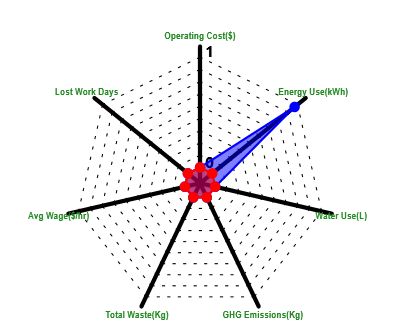 Operating Cost($)
1
Lost Work Days
Energy Use(kWh)
0
Avg Wage($/hr)
Water Use(L)
Total Waste(Kg)
GHG Emissions(Kg)